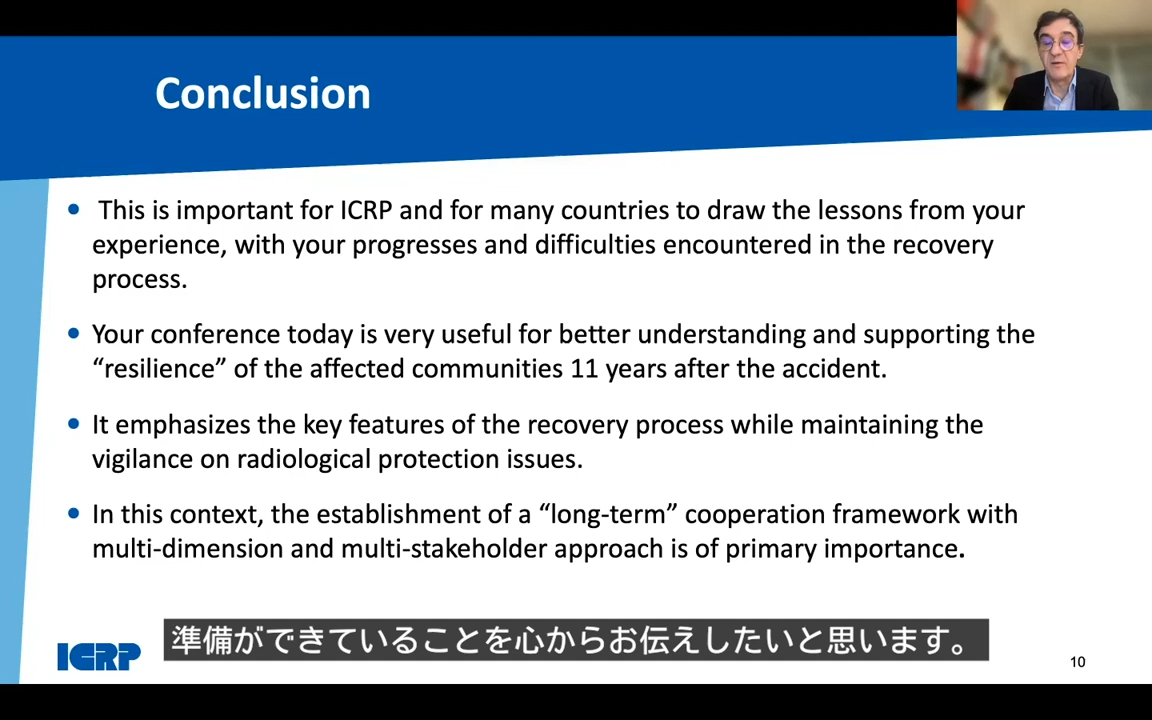 Conclusion
• This is important for ICRP and for many countries to draw the lessons from your
experience, with your progresses and difficulties encountered in the recovery
process.
• Your conference today is very useful for better understanding and supporting the
“resilience” of the affected communities 11 years after the accident.
• It emphasizes the key features of the recovery process while maintaining the
vigilance on radiological protection issues.
• In this context, the establishment of a “long-term” cooperation framework with
multi-dimension and multi-stakeholder approach is of primary importance.
準備ができていることを心からお伝えしたいと思います。
ICRP
10